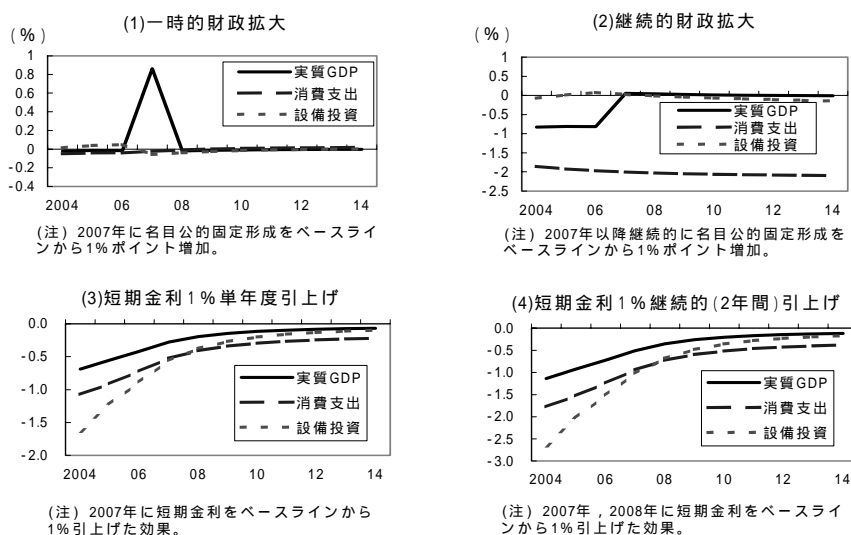 (1)一時的財政拡大
(%)
1
0.8
0.6
0.4
0.2
0
-0.2
-0.4
実質GDP
消費支出
設備投資
2004 06 08 10 12 14
(注) 2007年に名目公的固定形成をベースライ
ンから1%ポイント増加。
(2)継続的財政拡大
(%)
1
0.5
0
-0.5
-1
-1.5
-2
-2.5
実質GDP
消費支出
設備投資
2004 06 08 10 12 14
(注) 2007年以降継続的に名目公的固定形成を
ベースラインから1%ポイント増加。
(3)短期金利1%単年度引上げ
0.0
-0.5
-1.0
-1.5
-2.0
実質GDP
消費支出
設備投資
2004 06 08 10 12 14
(注) 2007年に短期金利をベースラインから
1%引上げた効果。
(4)短期金利1%継続的(2年間)引上げ
0.0
-0.5
-1.0
-1.5
-2.0
-2.5
-3.0
実質GDP
消費支出
設備投資
2004 06 08 10 12 14
(注) 2007年,2008年に短期金利をベースライ
ンから1%引上げた効果。